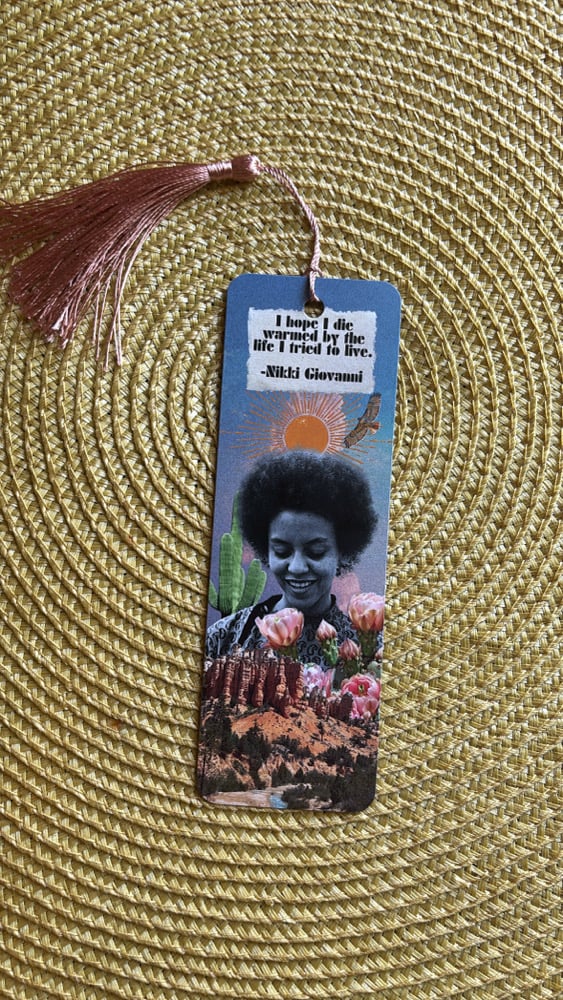 I hope I die
warmed by the
life I tried to live.
-Nikki Giovanni